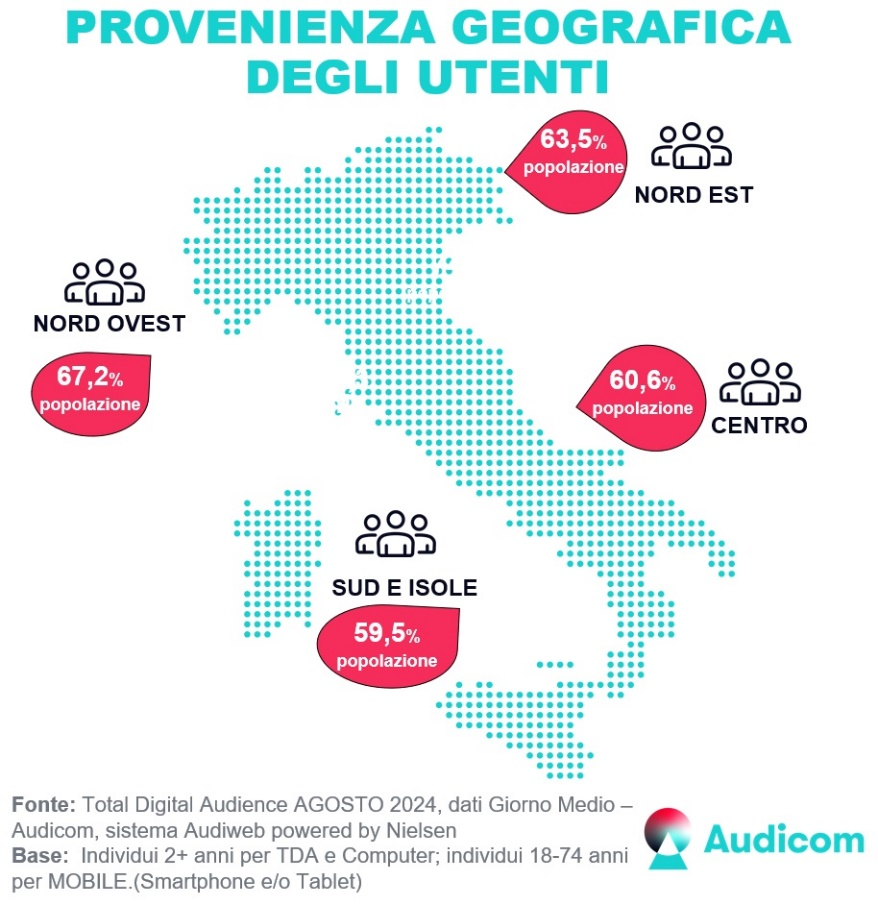 PROVENIENZA GEOGRAFICA
DEGLI UTENTI
63,5%
popolazione
NORD EST
NORD OVEST
67,2%
popolazione
60,6%
popolazione
CENTRO
SUD E ISOLE
59,5%
popolazione
Fonte: Total Digital Audience AGOSTO 2024, dati Giorno Medio –
Audicom, sistema Audiweb powered by Nielsen
Base:  Individui 2+ anni per TDA e Computer; individui 18-74 anni
per MOBILE.(Smartphone e/o Tablet)
Audicom